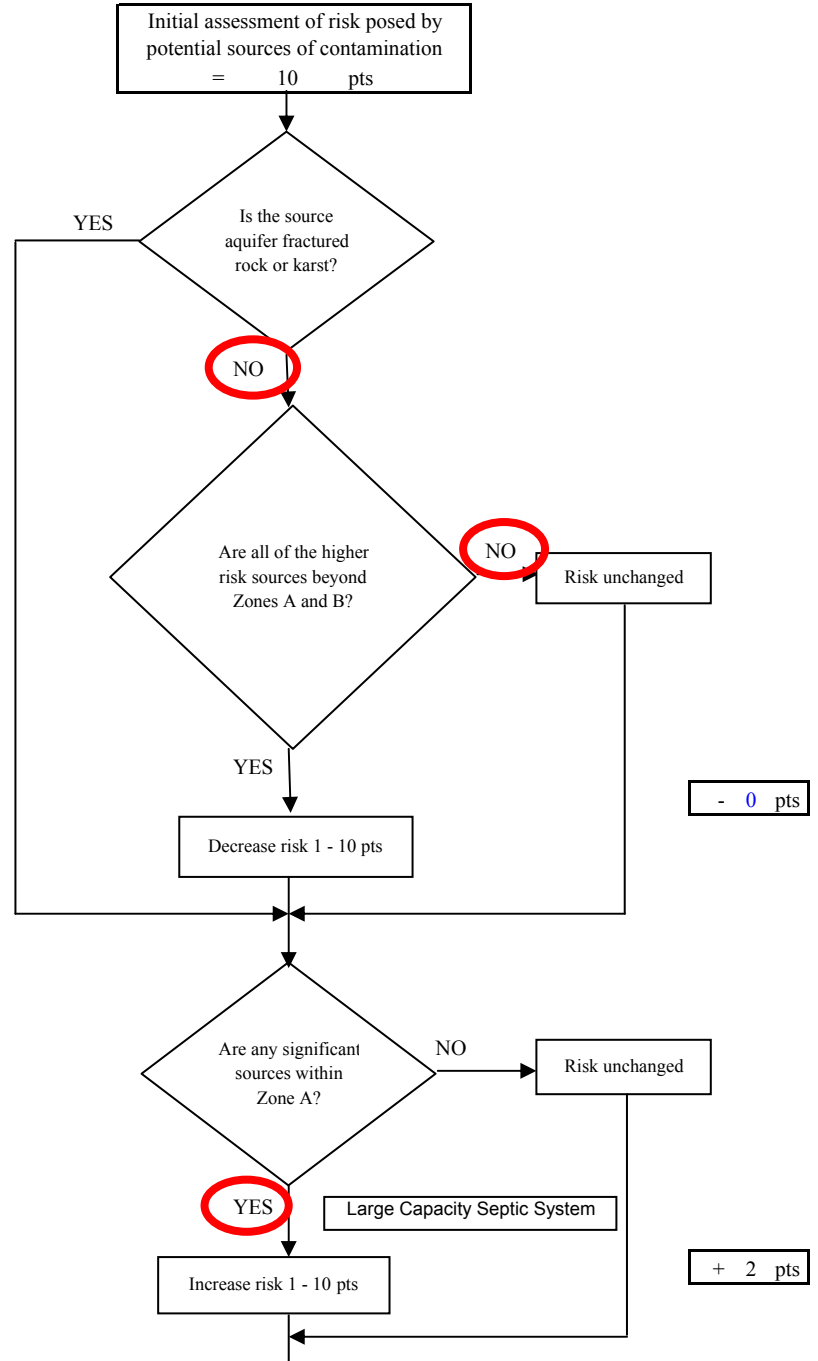 Initial assessment of risk posed by
potential sources of contamination
= 10 pts
YES
Is the source
aquifer fractured
rock or karst?
NO
Are all of the higher
risk sources beyond
Zones A and B?
NO
Risk unchanged
YES
- 0 pts
Decrease risk 1 - 10 pts
Are any significant
sources within
Zone A?
NO
Risk unchanged
YES
Large Capacity Septic System
Increase risk 1 - 10 pts
+ 2 pts